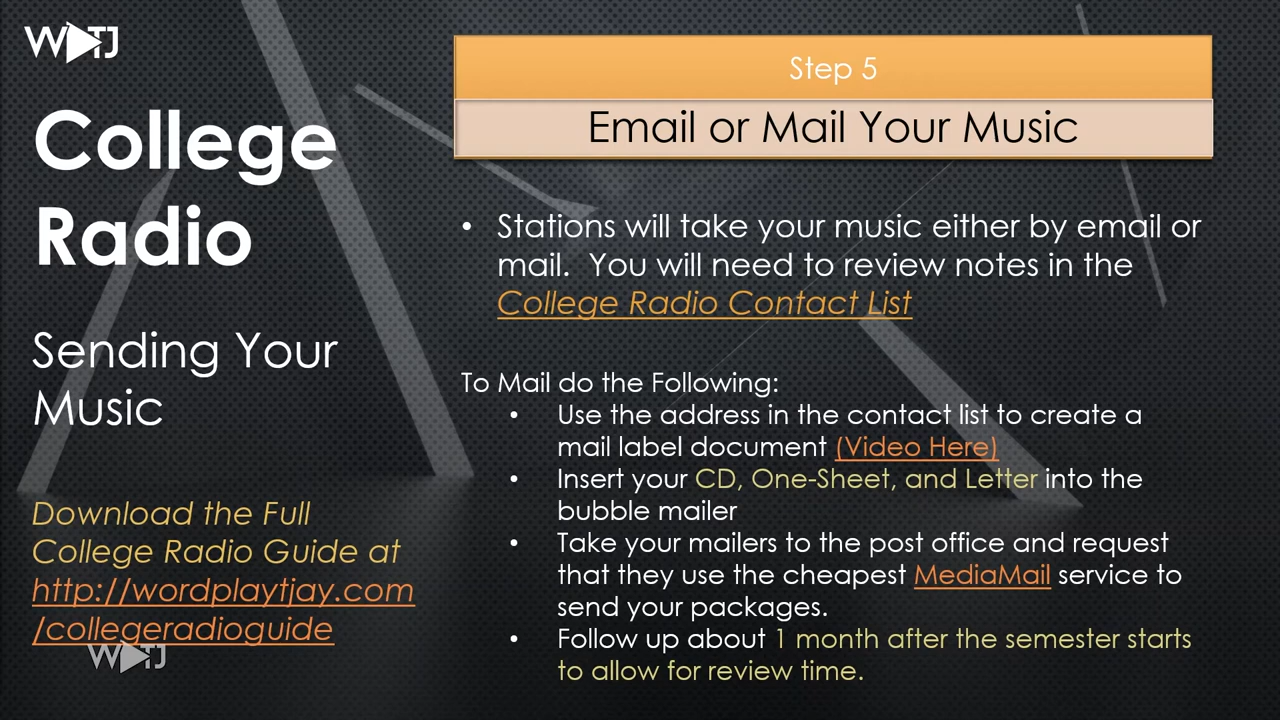 W TJ
College
Radio
Sending Your
Music
Download the Full
College Radio Guide at
http://wordplaytjay.com
/collegeradioguide
W TJ
Step 5
Email or Mail Your Music
• Stations will take your music either by email or
mail.  You will need to review notes in the
College Radio Contact List
To Mail do the Following:
• Use the address in the contact list to create a
mail label document (Video Here)
• Insert your CD, One-Sheet, and Letter into the
bubble mailer
• Take your mailers to the post office and request
that they use the cheapest MediaMail service to
send your packages.
• Follow up about 1 month after the semester starts
to allow for review time.